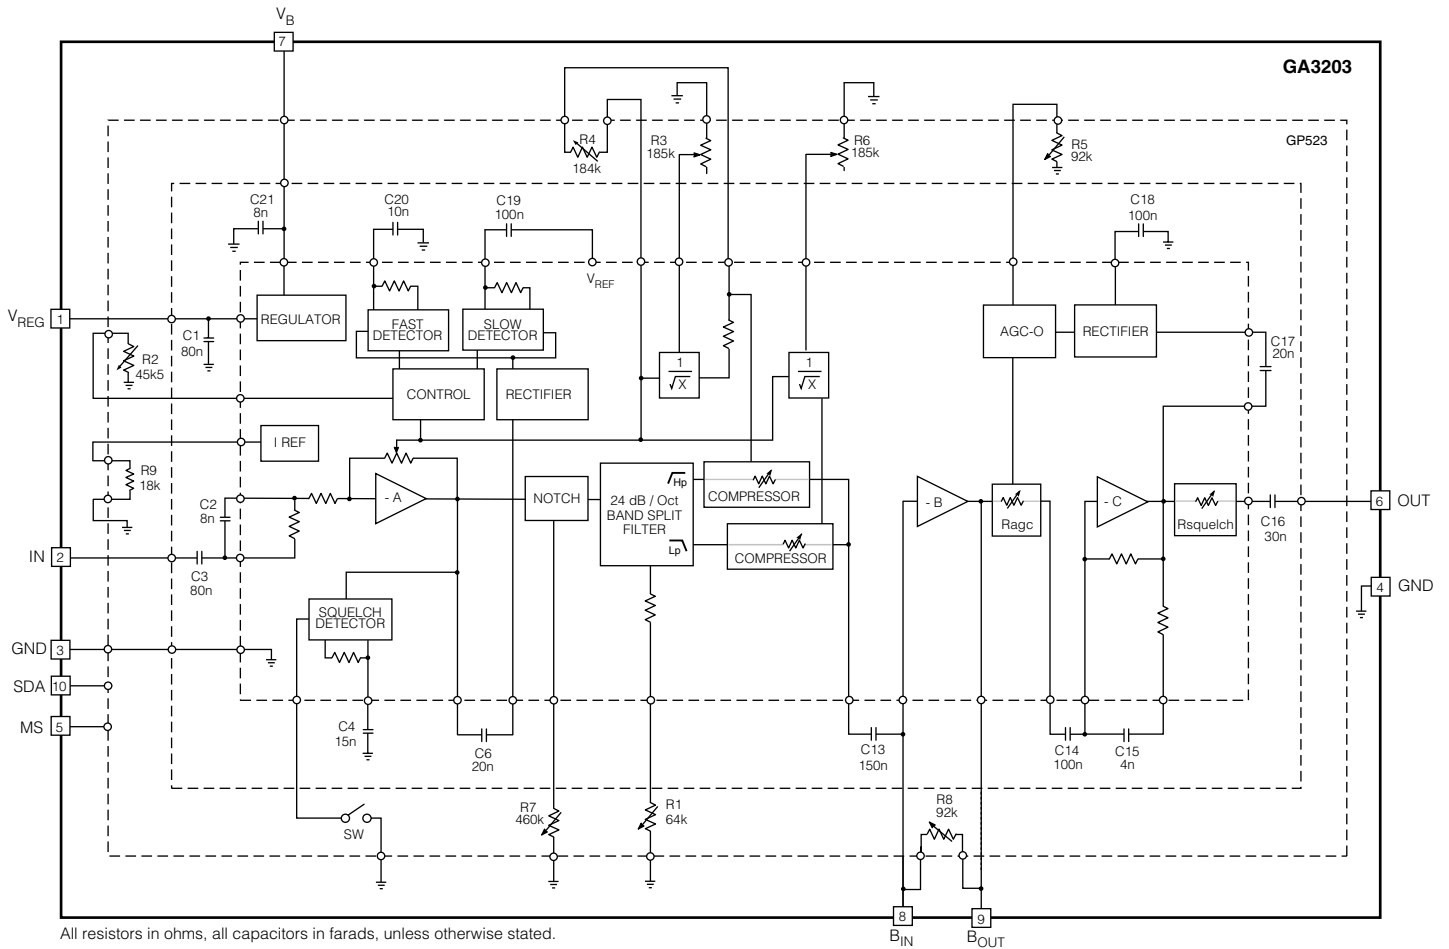 V_B
7
GA3203
GP523
R4
184k
R3
185k
R6
185k
R5
92k
C21
8n
C20
10n
C19
100n
C18
100n
V_REF
V_REG
1
REGULATOR
FAST
DETECTOR
SLOW
DETECTOR
AGC-O
RECTIFIER
C1
80n
R2
45k5
C17
20n
1
√X
1
√X
CONTROL
RECTIFIER
I REF
R9
18k
C2
8n
- A
NOTCH
24 dB / Oct
BAND SPLIT
FILTER
Hp
Lp
COMPRESSOR
COMPRESSOR
- B
Ragc
- C
Rsquelch
C16
30n
6
OUT
IN
2
C3
80n
4
GND
SQUELCH
DETECTOR
GND
3
SDA
10
MS
5
C4
15n
C6
20n
C13
150n
C14
100n
C15
4n
SW
R7
460k
R1
64k
R8
92k
8
B_IN
9
B_OUT
All resistors in ohms, all capacitors in farads, unless otherwise stated.